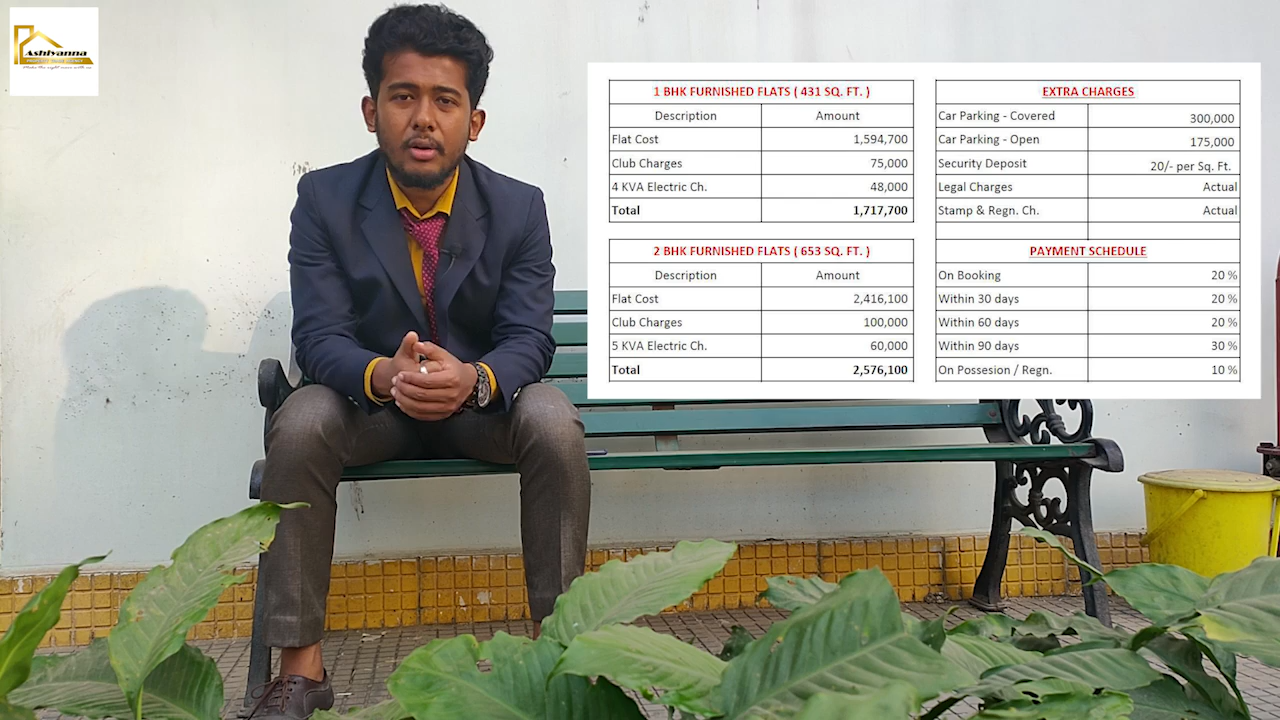 Ashiyanna
1 BHK FURNISHED FLATS ( 431 SQ. FT. )
Description Amount
Flat Cost 1,594,700
Club Charges 75,000
4 KVA Electric Ch. 48,000
Total 1,717,700
2 BHK FURNISHED FLATS ( 653 SQ. FT. )
Description Amount
Flat Cost 2,416,100
Club Charges 100,000
5 KVA Electric Ch. 60,000
Total 2,576,100
EXTRA CHARGES
Car Parking - Covered 300,000
Car Parking - Open 175,000
Security Deposit 20/- per Sq. Ft.
Legal Charges Actual
Stamp & Regn. Ch. Actual
PAYMENT SCHEDULE
On Booking 20 %
Within 30 days 20 %
Within 60 days 20 %
Within 90 days 30 %
On Possesion / Regn. 10 %